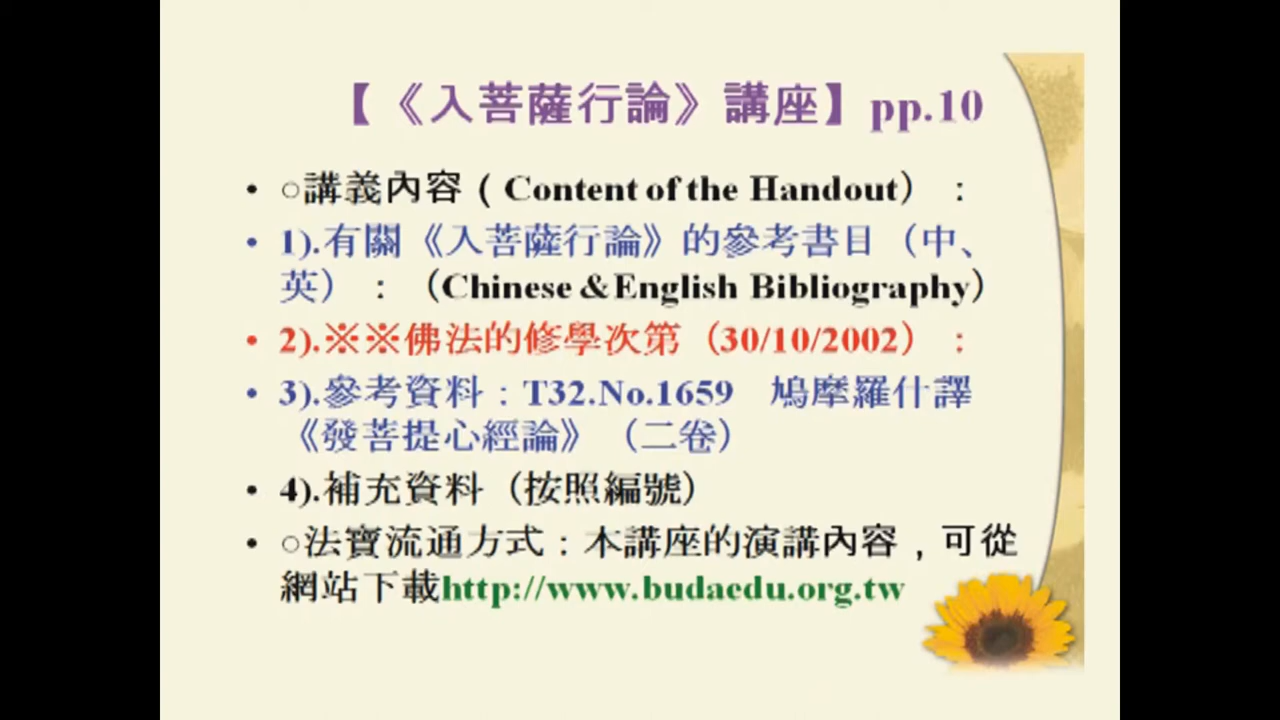 【《入菩薩行論》講座】pp.10
• ○講義內容（Content of the Handout）：
• 1).有關《入菩薩行論》的參考書目（中、
英）：（Chinese & English Bibliography）
• 2).※※佛法的修學次第（30/10/2002）：
• 3).參考資料：T32.No.1659　鳩摩羅什譯
《發菩提心經論》（二卷）
• 4).補充資料（按照編號）
• ○法寶流通方式：本講座的演講內容，可從
網站下載http://www.budaedu.org.tw